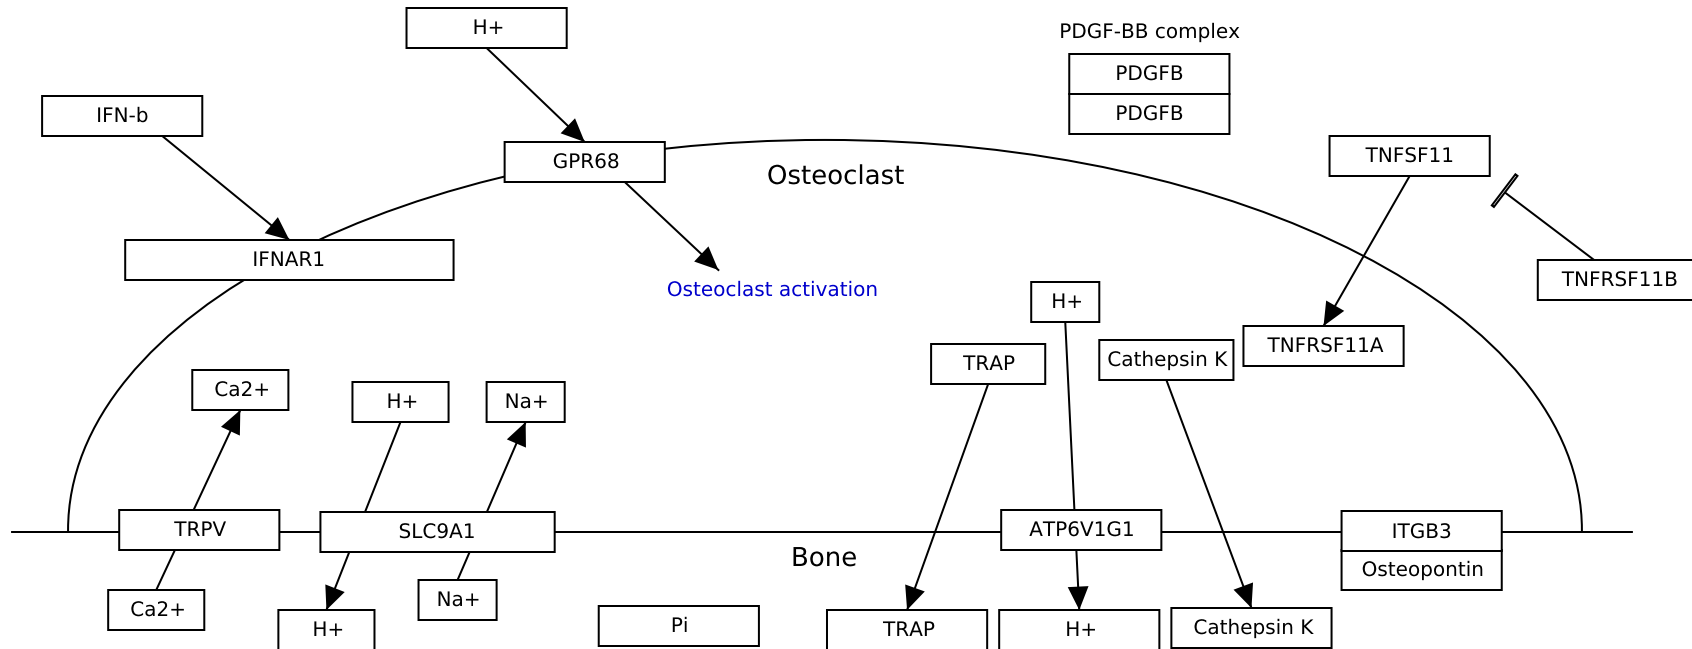 H+
PDGF-BB complex
PDGFB
PDGFB
IFN-b
TNFSF11
GPR68
Osteoclast
IFNAR1
TNFRSF11B
Osteoclast activation
H+
TNFRSF11A
TRAP
Cathepsin K
Ca2+
H+
Na+
TRPV
SLC9A1
ATP6V1G1
ITGB3
Bone
Osteopontin
Ca2+
Na+
H+
Pi
TRAP
H+
Cathepsin K